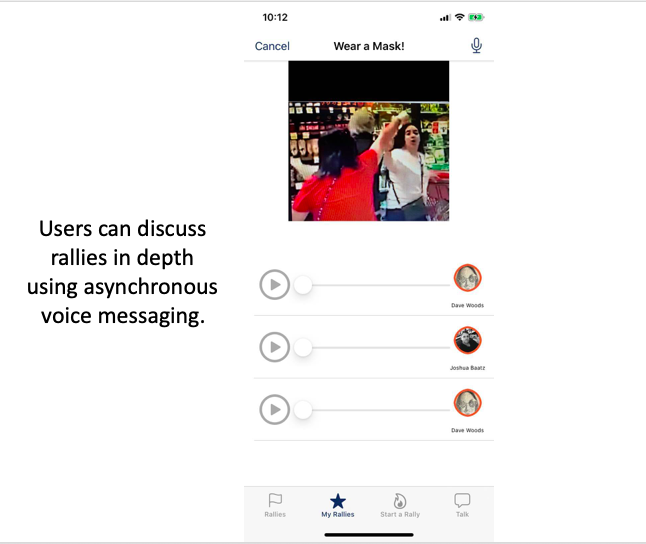 10:12
Cancel
Wear a Mask!
Users can discuss
rallies in depth
using asynchronous
voice messaging.
Dave Woods
Joshua Baatz
Dave Woods
Rallies
My Rallies
Start a Rally
Talk